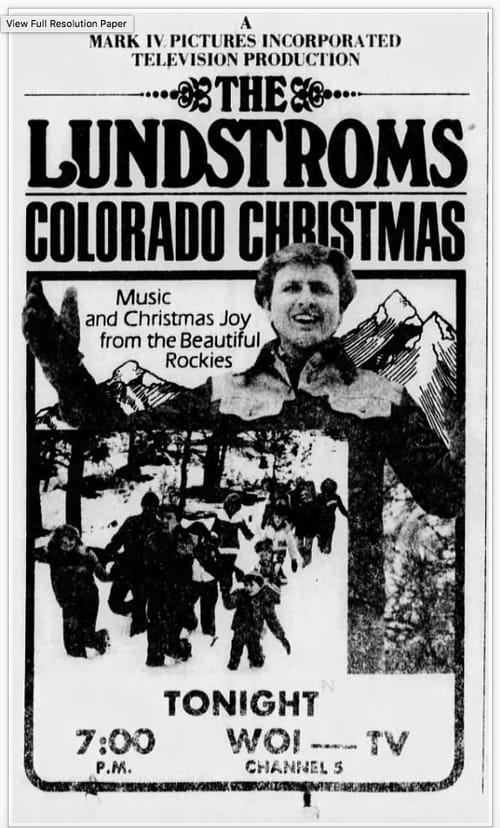 View Full Resolution Paper
A
MARK IV PICTURES INCORPORATED
TELEVISION PRODUCTION
THE
LUNDSTROMS
COLORADO CHRISTMAS
Music
and Christmas Joy
from the Beautiful
Rockies
TONIGHT
7:00 WOI — TV
P.M. CHANNEL 5